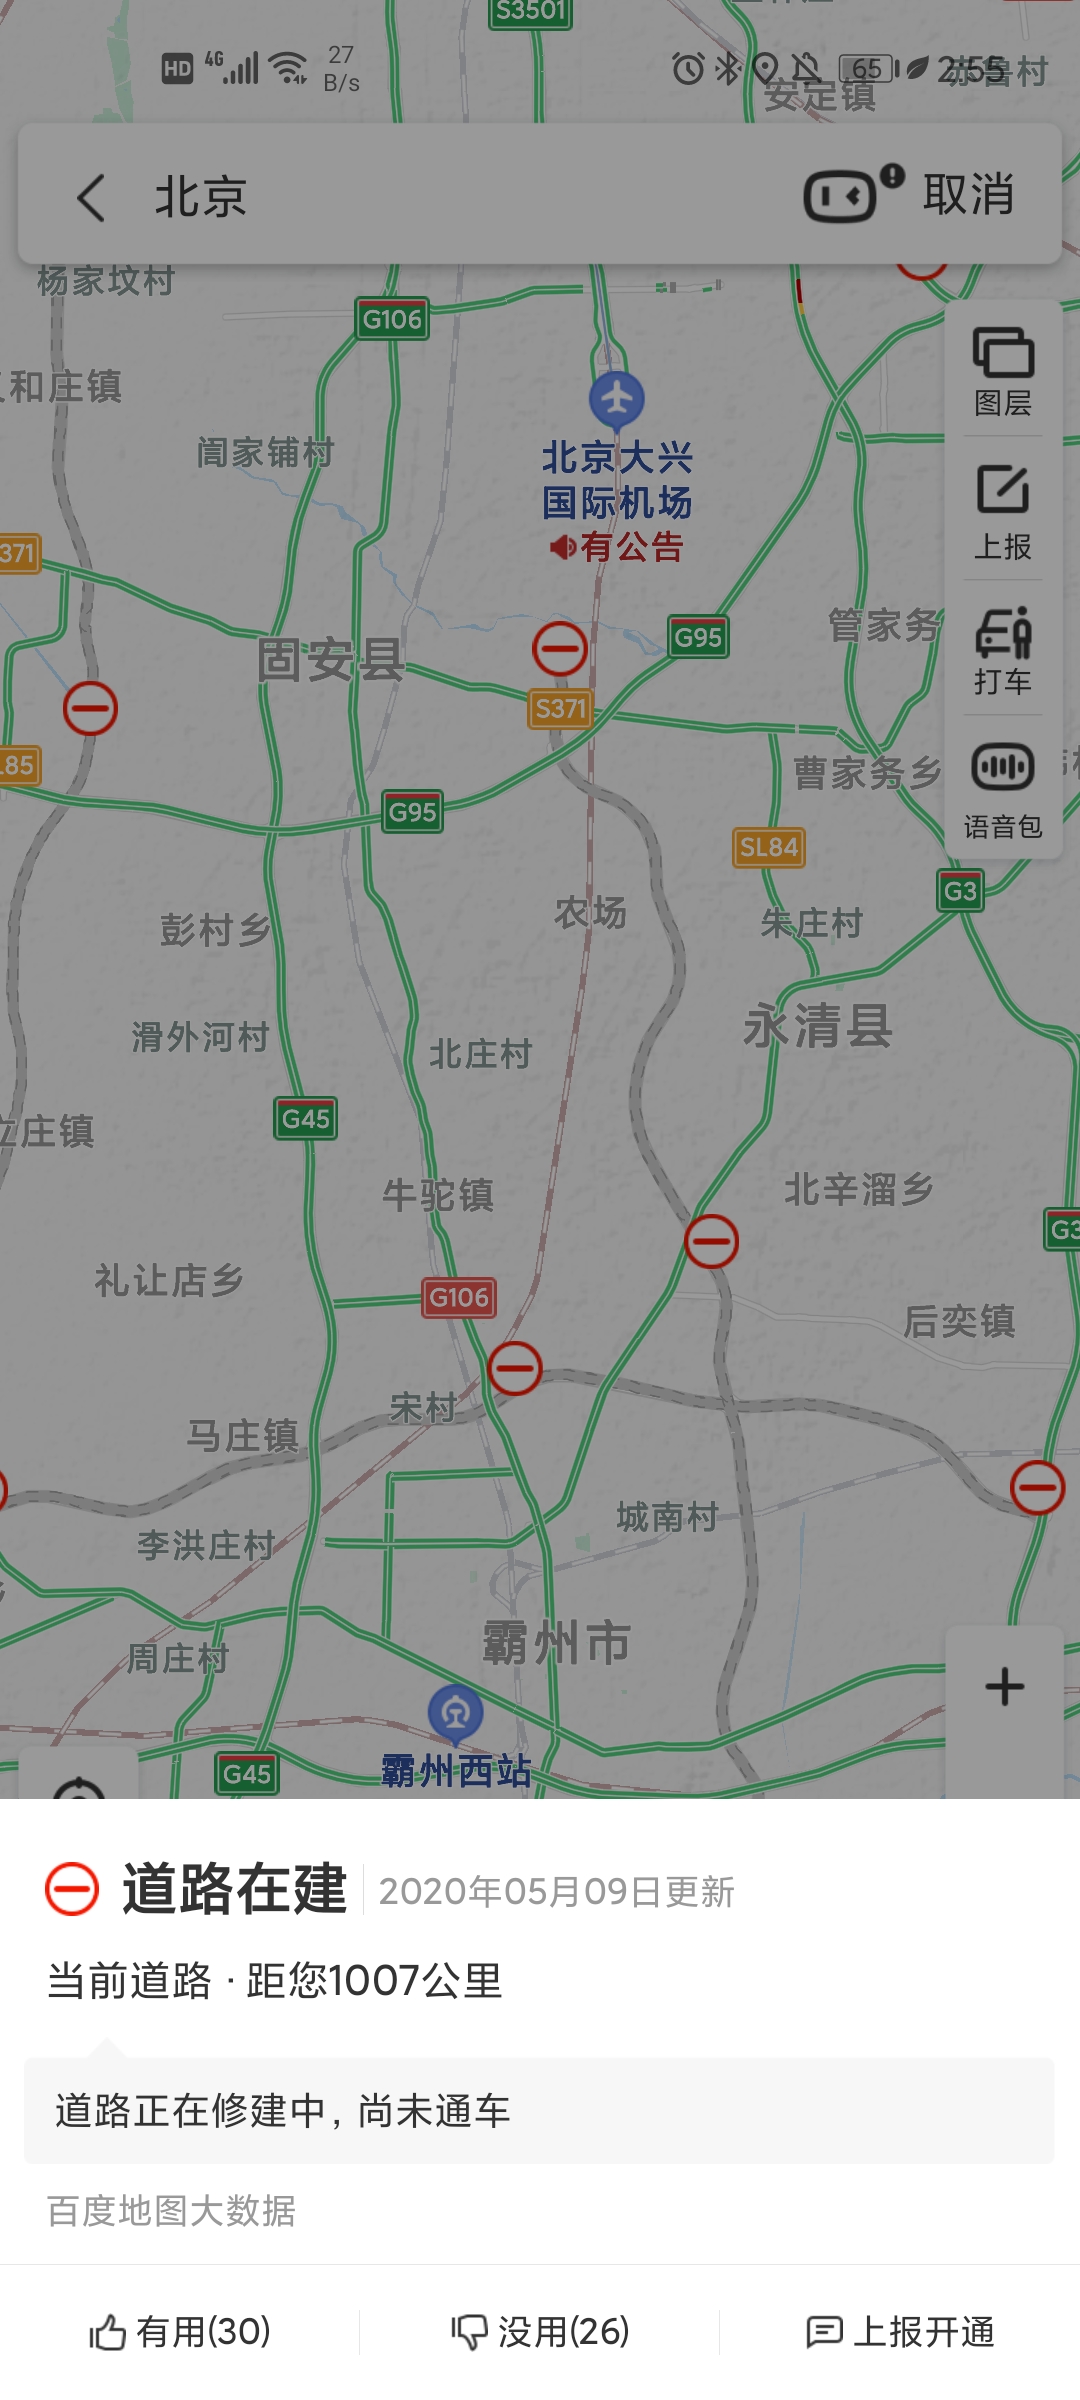 S3501
HD 4G 27 B/s 65 2:55
赤鲁村
安定镇
北京
取消
杨家坟村
G106
图层
和庄镇
闾家铺村
北京大兴
国际机场
有公告
上报
371
G95
管家务
固安县
打车
S371
L85
曹家务乡
G95
语音包
SL84
G3
彭村乡
农场
朱庄村
永清县
滑外河村
北庄村
G45
立庄镇
牛驼镇
北辛溜乡
G3
礼让店乡
G106
后奕镇
宋村
马庄镇
城南村
李洪庄村
霸州市
周庄村
霸州西站
G45
道路在建
2020年05月09日更新
当前道路 · 距您1007公里
道路正在修建中，尚未通车
百度地图大数据
有用(30)
没用(26)
上报开通